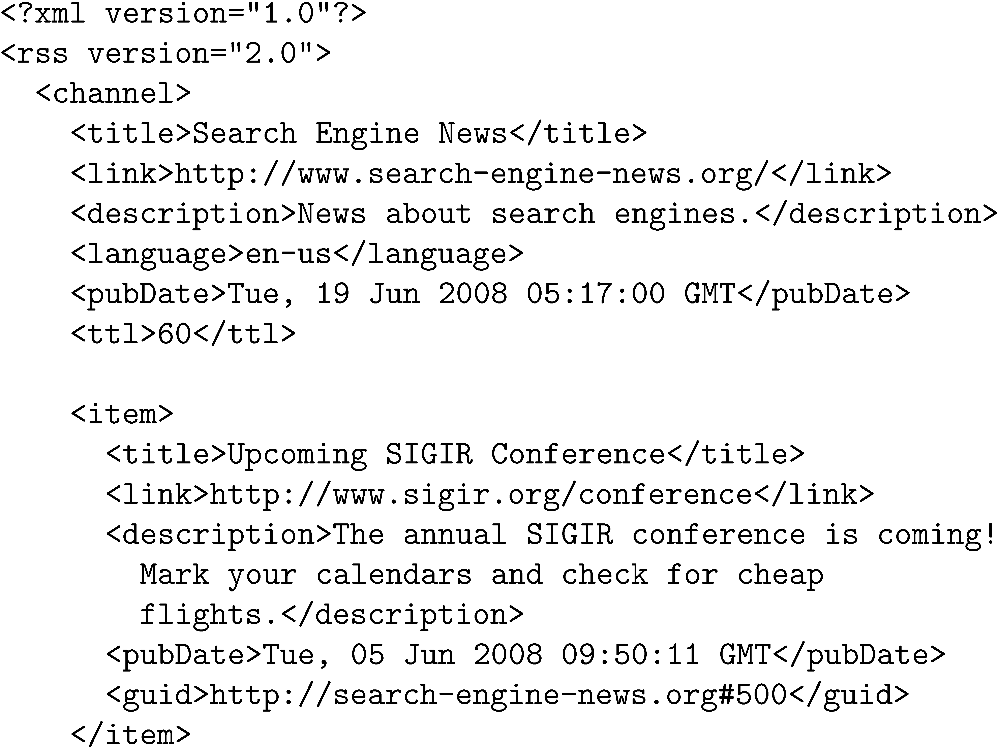 <?xml version="1.0"?>
<rss version="2.0">
  <channel>
    <title>Search Engine News</title>
    <link>http://www.search-engine-news.org/</link>
    <description>News about search engines.</description>
    <language>en-us</language>
    <pubDate>Tue, 19 Jun 2008 05:17:00 GMT</pubDate>
    <ttl>60</ttl>

    <item>
      <title>Upcoming SIGIR Conference</title>
      <link>http://www.sigir.org/conference</link>
      <description>The annual SIGIR conference is coming!
        Mark your calendars and check for cheap
        flights.</description>
      <pubDate>Tue, 05 Jun 2008 09:50:11 GMT</pubDate>
      <guid>http://search-engine-news.org#500</guid>
    </item>